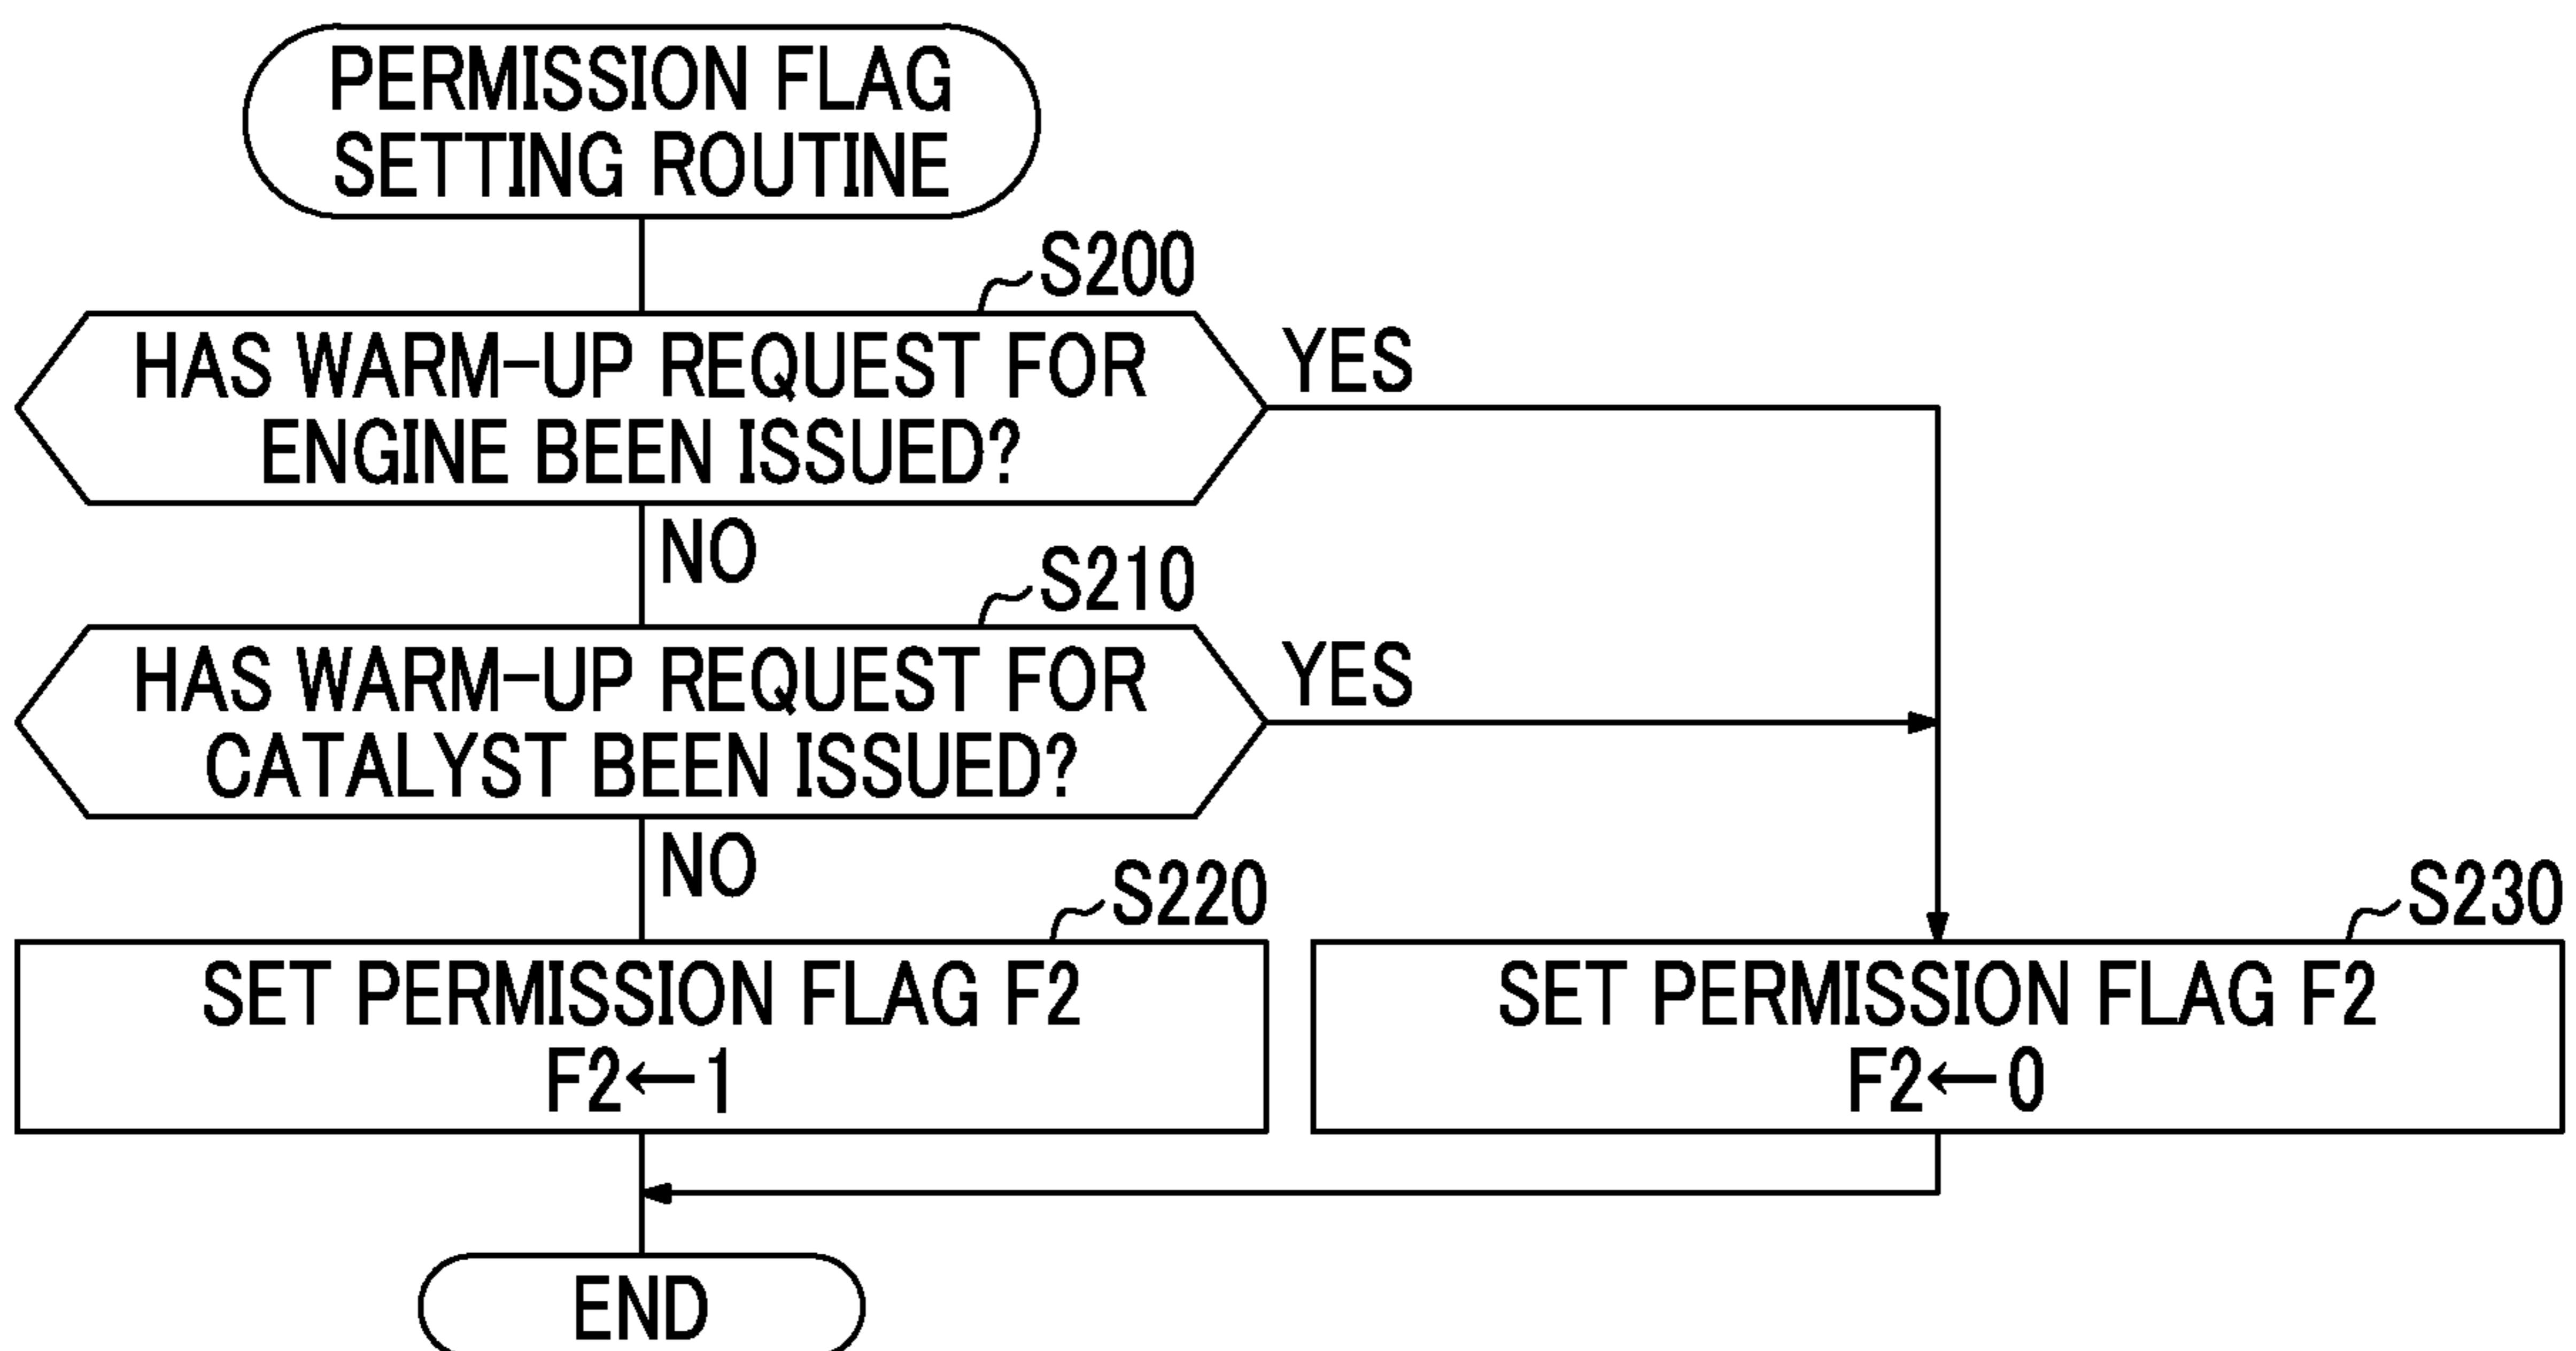 PERMISSION FLAG
SETTING ROUTINE
S200
HAS WARM-UP REQUEST FOR
ENGINE BEEN ISSUED?
YES
NO
S210
HAS WARM-UP REQUEST FOR
CATALYST BEEN ISSUED?
YES
NO
S220
SET PERMISSION FLAG F2
F2←1
S230
SET PERMISSION FLAG F2
F2←0
END